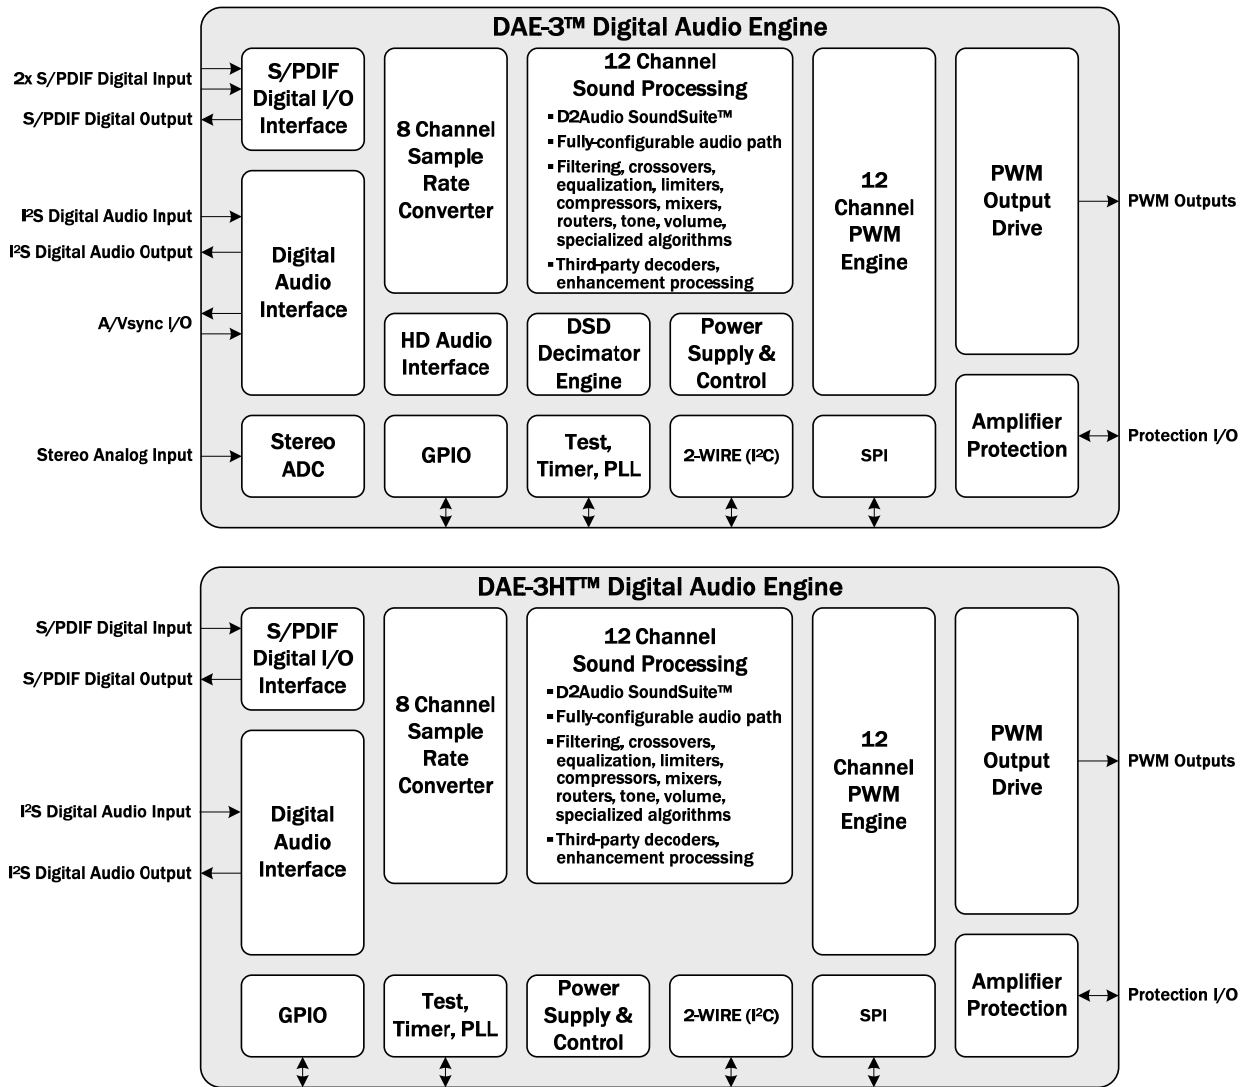 DAE-3™ Digital Audio Engine
2x S/PDIF Digital Input
S/PDIF Digital Output
I²S Digital Audio Input
I²S Digital Audio Output
A/Vsync I/O
Stereo Analog Input
S/PDIF
Digital I/O
Interface
Digital
Audio
Interface
Stereo
ADC
8 Channel
Sample
Rate
Converter
HD Audio
Interface
GPIO
12 Channel
Sound Processing
▪ D2Audio SoundSuite™
▪ Fully-configurable audio path
▪ Filtering, crossovers,
equalization, limiters,
compressors, mixers,
routers, tone, volume,
specialized algorithms
▪ Third-party decoders,
enhancement processing
DSD
Decimator
Engine
Power
Supply &
Control
Test,
Timer, PLL
2-WIRE (I²C)
12
Channel
PWM
Engine
SPI
PWM
Output
Drive
Amplifier
Protection
PWM Outputs
Protection I/O
DAE-3HT™ Digital Audio Engine
S/PDIF Digital Input
S/PDIF Digital Output
I²S Digital Audio Input
I²S Digital Audio Output
S/PDIF
Digital I/O
Interface
Digital
Audio
Interface
GPIO
8 Channel
Sample
Rate
Converter
Test,
Timer, PLL
12 Channel
Sound Processing
▪ D2Audio SoundSuite™
▪ Fully-configurable audio path
▪ Filtering, crossovers,
equalization, limiters,
compressors, mixers,
routers, tone, volume,
specialized algorithms
▪ Third-party decoders,
enhancement processing
Power
Supply &
Control
2-WIRE (I²C)
12
Channel
PWM
Engine
SPI
PWM
Output
Drive
Amplifier
Protection
PWM Outputs
Protection I/O